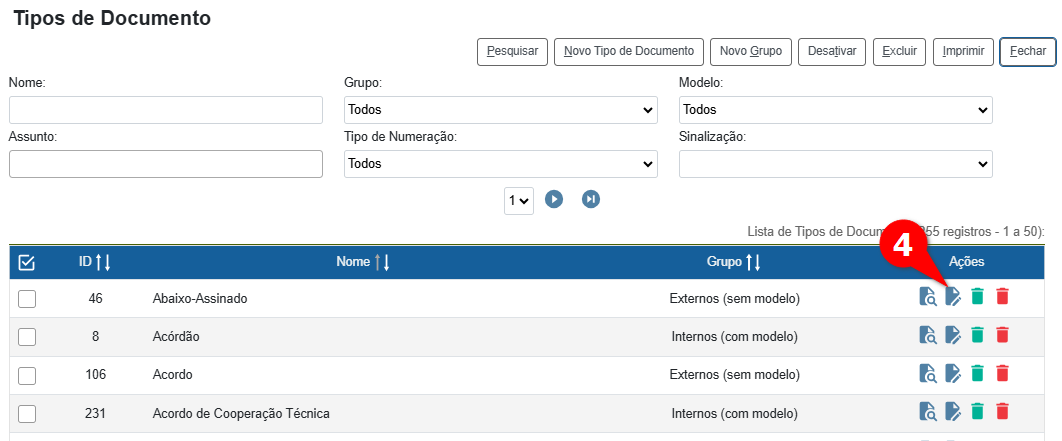 Tipos de Documento
Pesquisar Novo Tipo de Documento Novo Grupo Desativar Excluir Imprimir Fechar
Nome: Grupo: Modelo:
Todos Todos
Assunto: Tipo de Numeração: Sinalização:
Todos
1
Lista de Tipos de Docum 255 registros - 1 a 50):
4
ID Nome Grupo Ações
46 Abaixo-Assinado Externos (sem modelo)
8 Acórdão Internos (com modelo)
106 Acordo Externos (sem modelo)
231 Acordo de Cooperação Técnica Internos (com modelo)